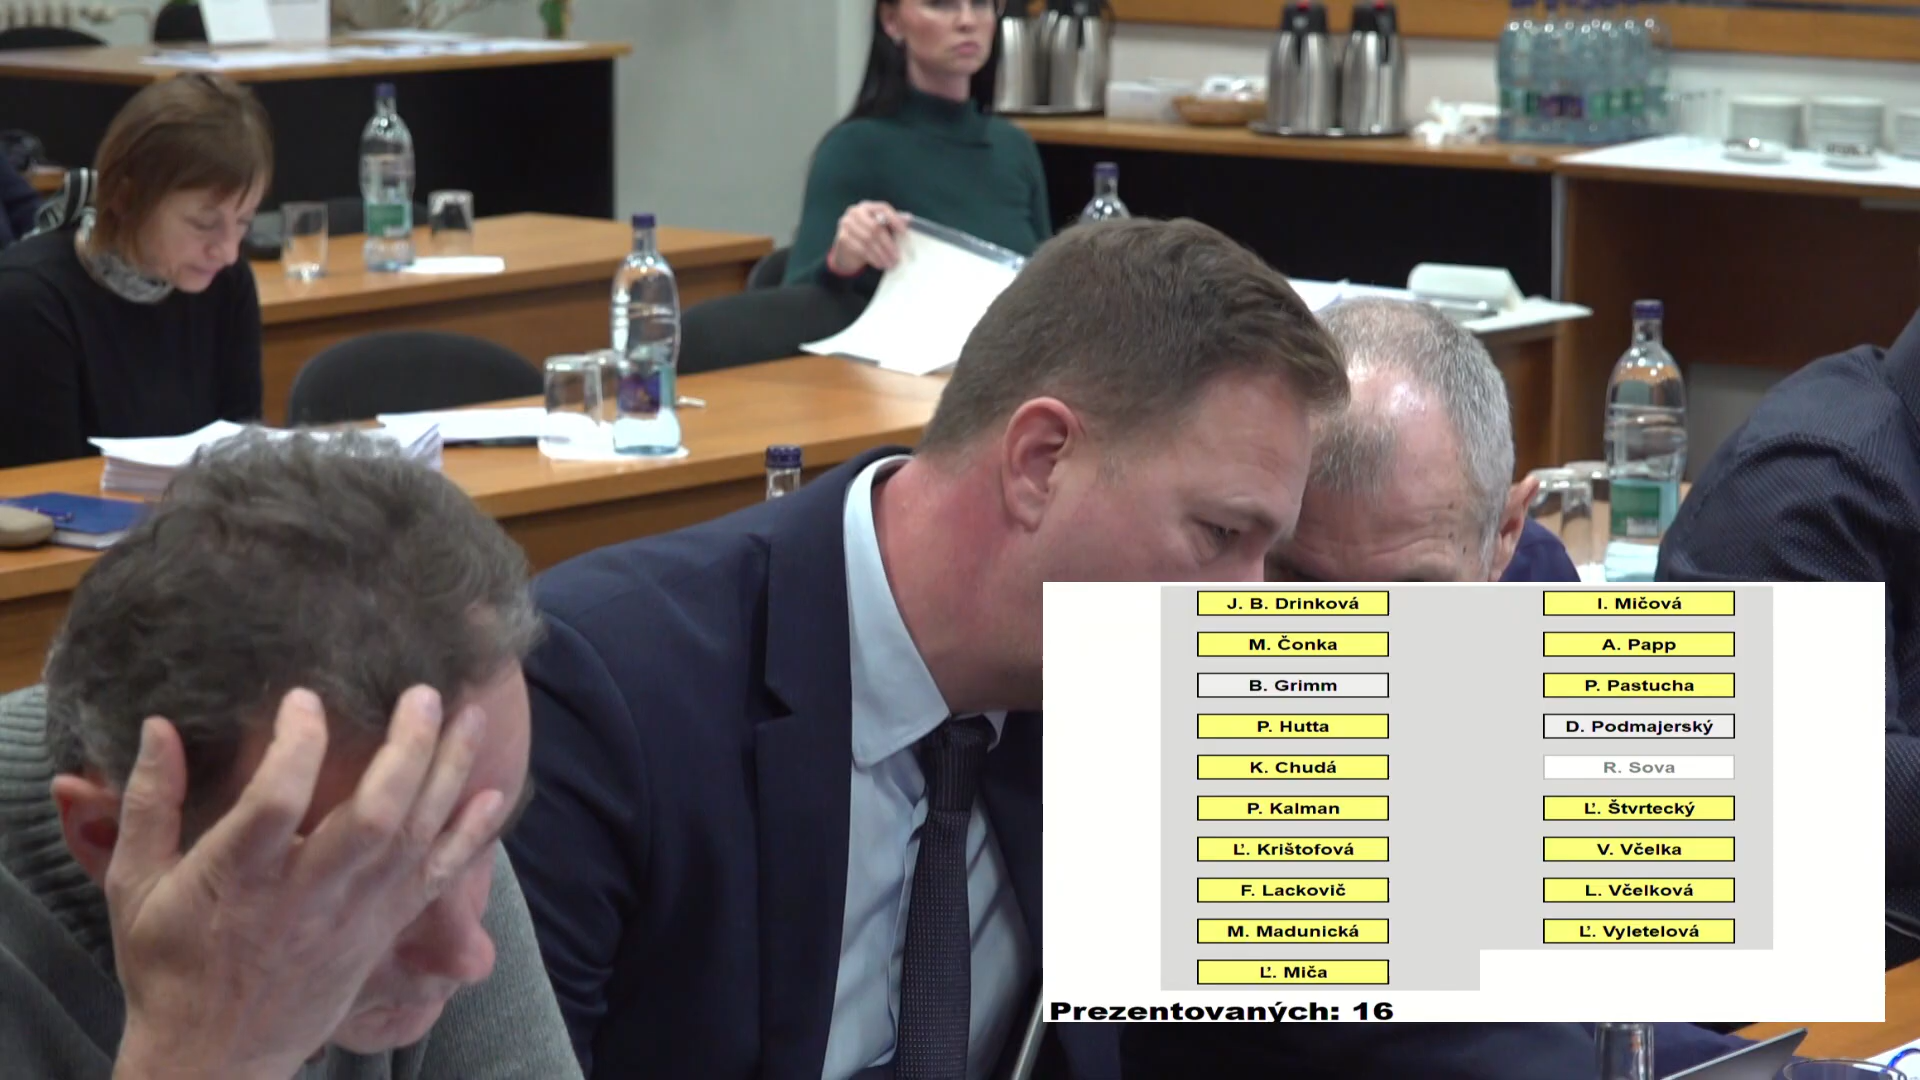 J. B. Drinková
M. Čonka
B. Grimm
P. Hutta
K. Chudá
P. Kalman
Ľ. Krištofová
F. Lackovič
M. Madunická
Ľ. Miča
I. Mičová
A. Papp
P. Pastucha
D. Podmajerský
R. Sova
Ľ. Štvrtecký
V. Včelka
L. Včelková
Ľ. Vyletelová
Prezentovaných: 16